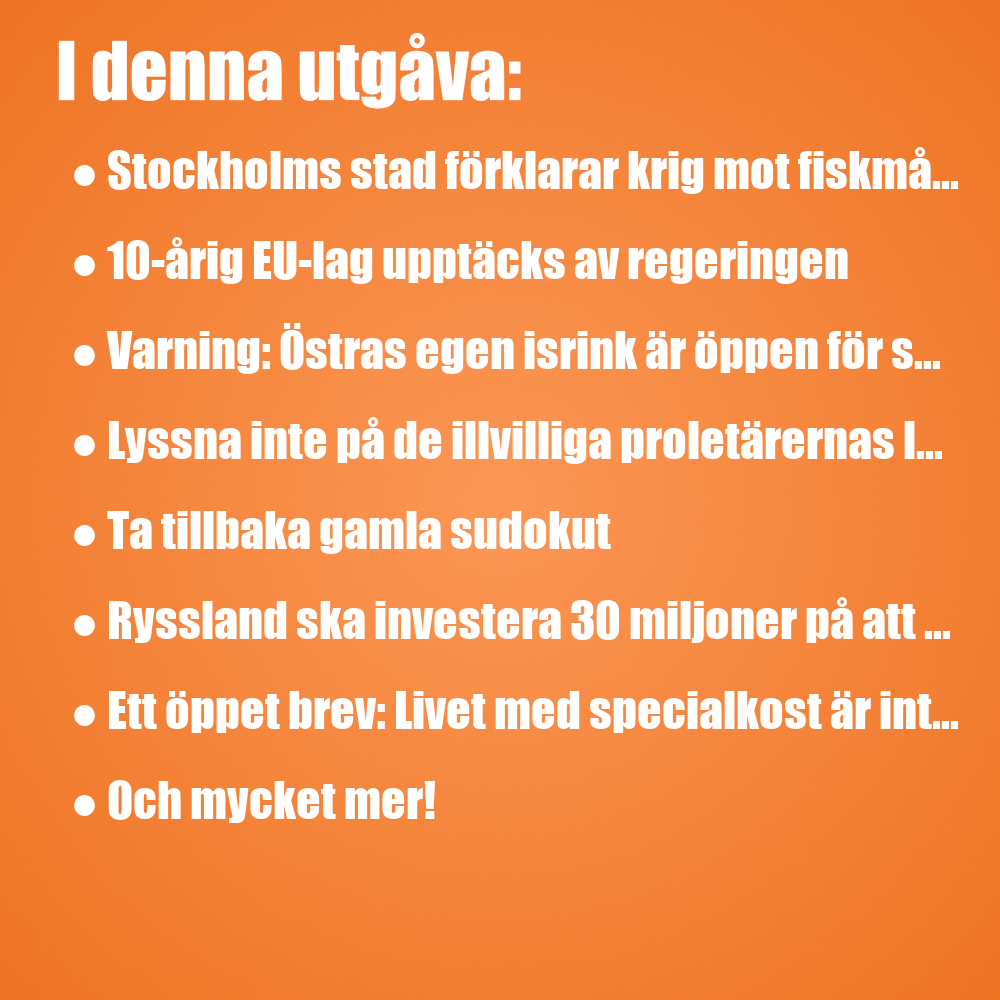 I denna utgåva:
• Stockholms stad förklarar krig mot fiskmå...
• 10-årig EU-lag upptäcks av regeringen
• Varning: Östras egen isrink är öppen för s...
• Lyssna inte på de illvilliga proletärernas l...
• Ta tillbaka gamla sudokut
• Ryssland ska investera 30 miljoner på att ...
• Ett öppet brev: Livet med specialkost är int...
• Och mycket mer!